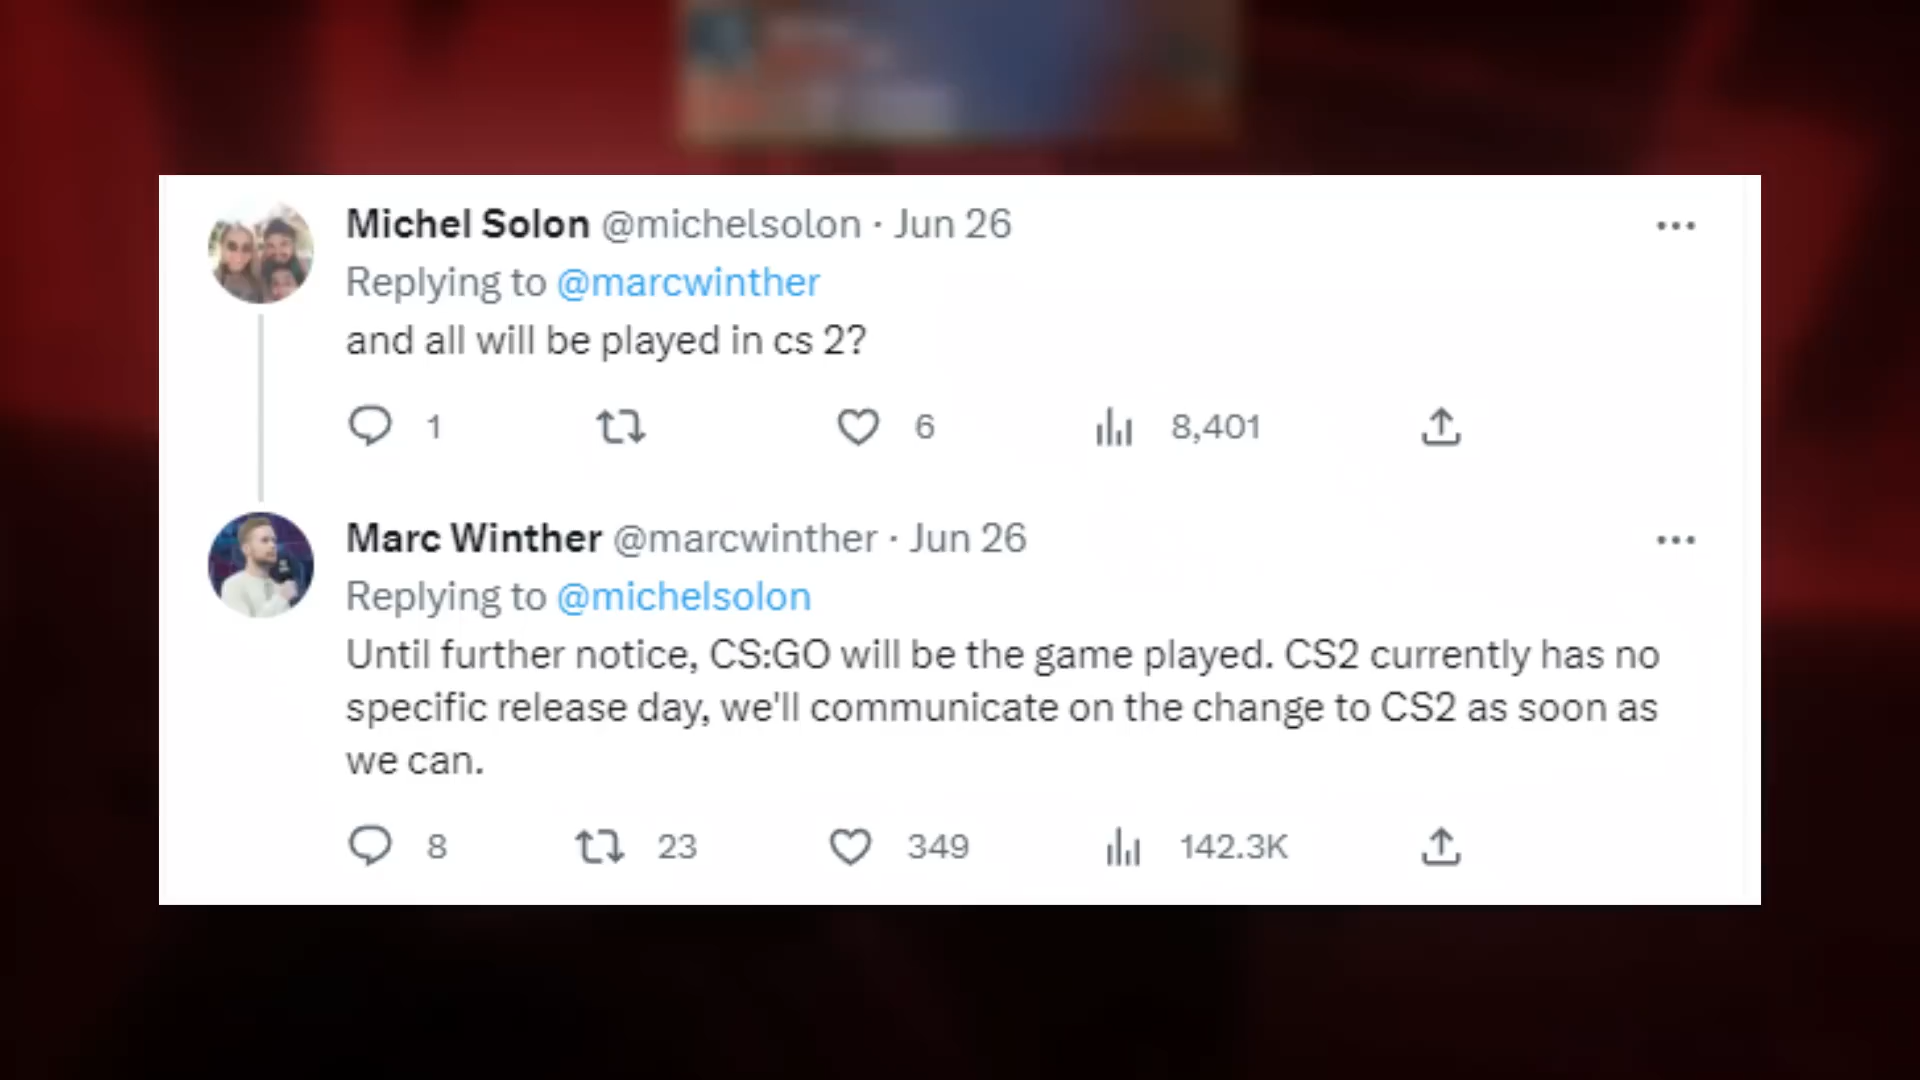 Michel Solon @michelsolon · Jun 26
Replying to @marcwinther
and all will be played in cs 2?
1 6 8,401
Marc Winther @marcwinther · Jun 26
Replying to @michelsolon
Until further notice, CS:GO will be the game played. CS2 currently has no
specific release day, we'll communicate on the change to CS2 as soon as
we can.
8 23 349 142.3K